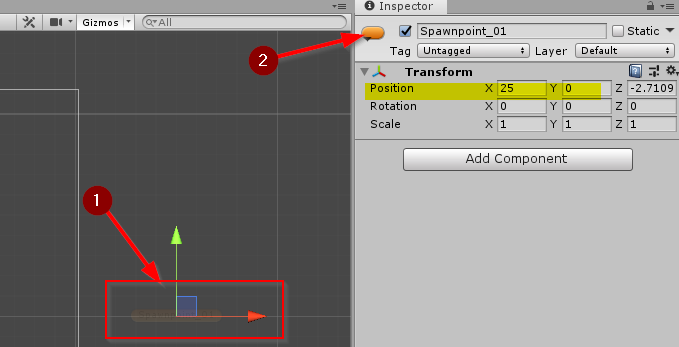 Inspector
Gizmos All
Spawnpoint_01 Static
2
Tag Untagged Layer Default
Transform
Position X 25 Y 0 Z -2.7109
Rotation X 0 Y 0 Z 0
Scale X 1 Y 1 Z 1
Add Component
1